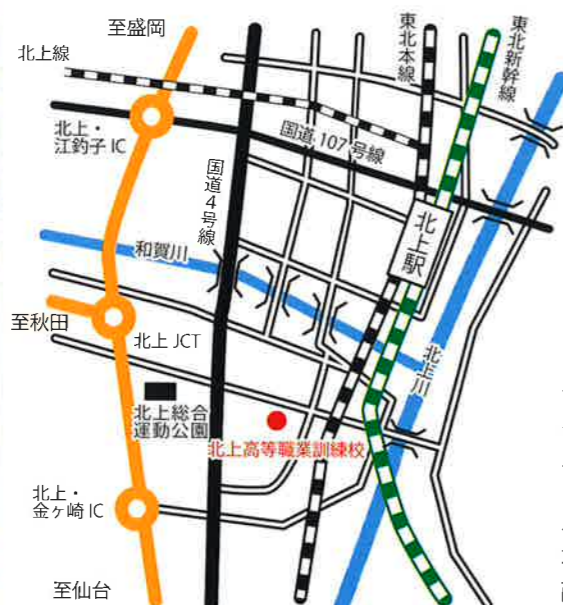 至盛岡
北上線
東北本線
東北新幹線
北上・
江釣子 IC
国道 107 号線
国道4号線
北上駅
和賀川
至秋田
北上 JCT
北上川
北上総合
運動公園
北上高等職業訓練校
北上・
金ヶ崎 IC
至仙台